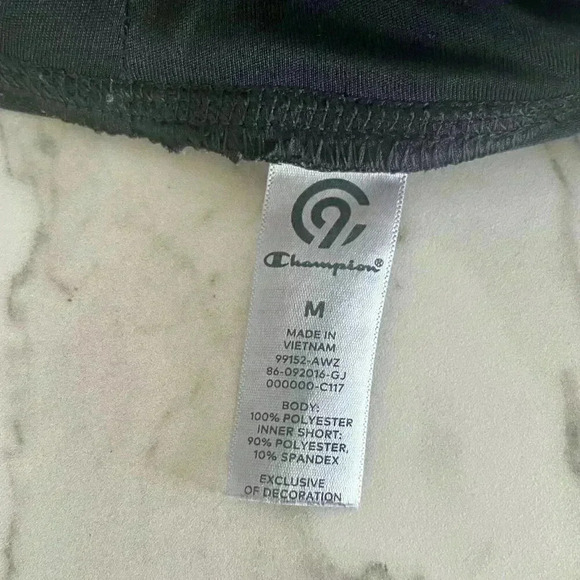 C9
Champion®
M
MADE IN
VIETNAM
99152-AWZ
86-092016-GJ
000000-C117
BODY:
100% POLYESTER
INNER SHORT:
90% POLYESTER,
10% SPANDEX
EXCLUSIVE
OF DECORATION